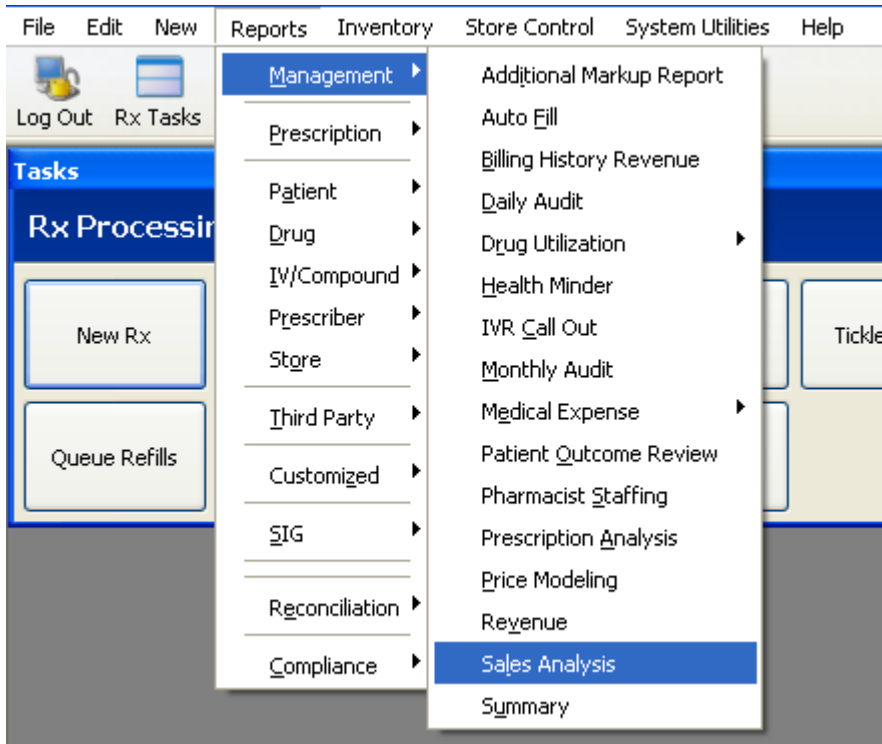 File Edit New Reports Inventory Store Control System Utilities Help
Log Out Rx Tasks
Tasks
Rx Processin
New Rx
Queue Refills
Tickle
Management
Prescription
Patient
Drug
IV/Compound
Prescriber
Store
Third Party
Customized
SIG
Reconciliation
Compliance
Additional Markup Report
Auto Fill
Billing History Revenue
Daily Audit
Drug Utilization
Health Minder
IVR Call Out
Monthly Audit
Medical Expense
Patient Outcome Review
Pharmacist Staffing
Prescription Analysis
Price Modeling
Revenue
Sales Analysis
Summary